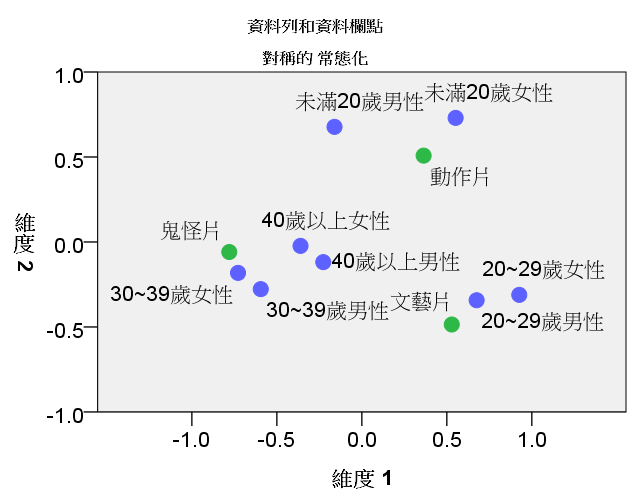 資料列和資料欄點
對稱的 常態化
1.0
未滿20歲男性
未滿20歲女性
0.5
動作片
鬼怪片
40歲以上女性
0.0
40歲以上男性
20~29歲女性
30~39歲女性
30~39歲男性
文藝片
20~29歲男性
-0.5
-1.0
-1.0
-0.5
0.0
0.5
1.0
維度 2
維度 1